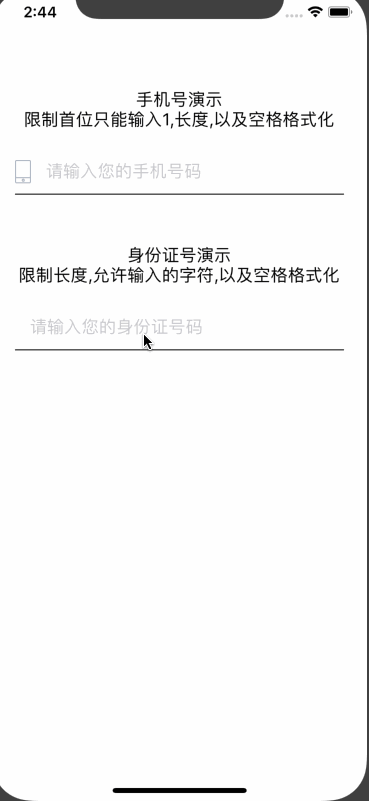 2:44
手机号演示
限制首位只能输入1,长度,以及空格格式化
请输入您的手机号码
身份证号演示
限制长度,允许输入的字符,以及空格格式化
请输入您的身份证号码